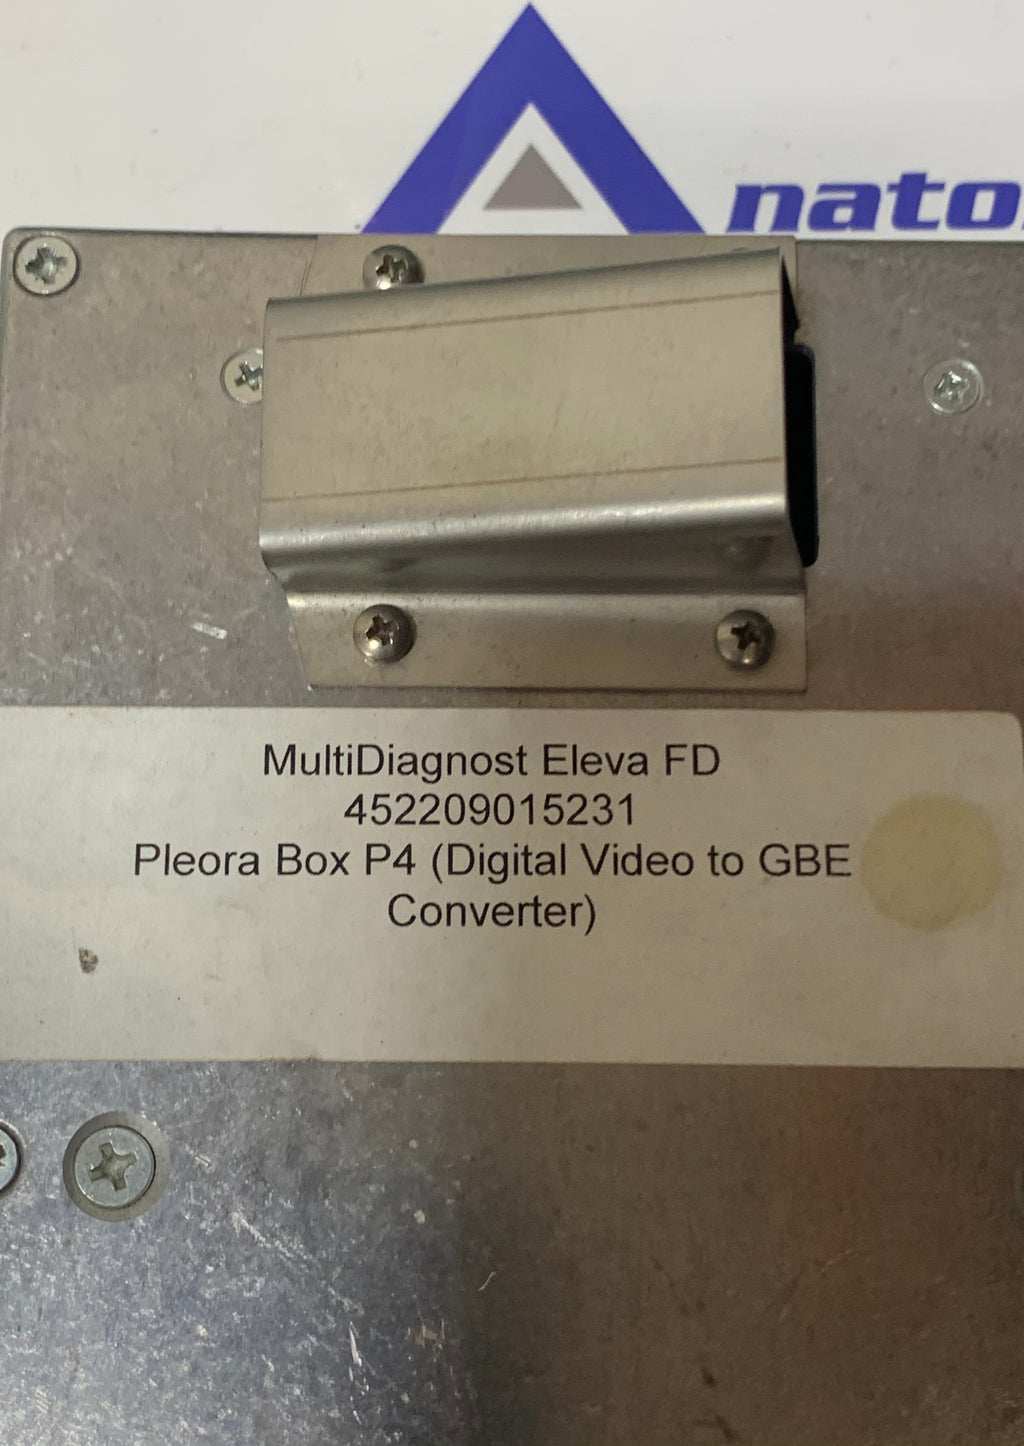 nato
MultiDiagnost Eleva FD
452209015231
Pleora Box P4 (Digital Video to GBE
Converter)